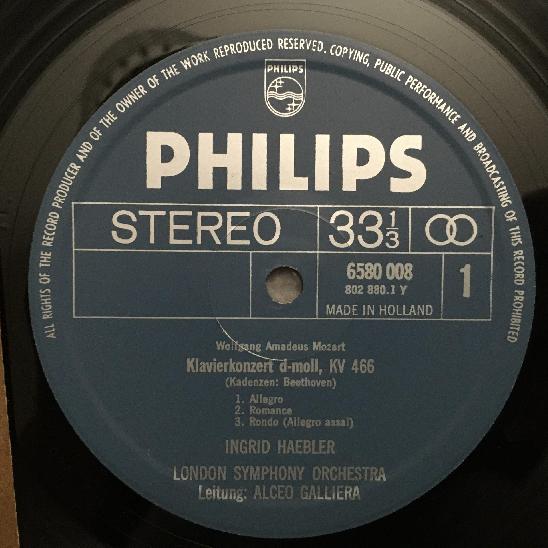 ALL RIGHTS OF THE RECORD PRODUCER AND OF THE OWNER OF THE WORK REPRODUCED RESERVED. COPYING, PUBLIC PERFORMANCE AND BROADCASTING OF THIS RECORD PROHIBITED
PHILIPS
PHILIPS
STEREO 33⅓
6580 008
802 880.1 Y
1
MADE IN HOLLAND
Wolfgang Amadeus Mozart
Klavierkonzert d-moll, KV 466
(Kadenzen: Beethoven)
1. Allegro
2. Romance
3. Rondo (Allegro assai)
INGRID HAEBLER
LONDON SYMPHONY ORCHESTRA
Leitung: ALCEO GALLIERA